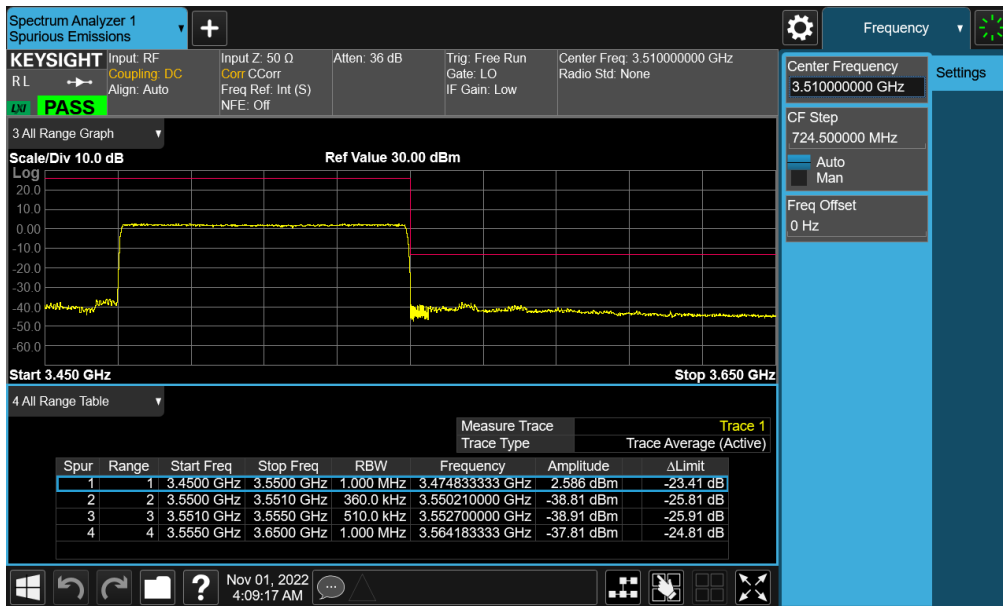 Spectrum Analyzer 1
Spurious Emissions
Frequency
KEYSIGHT
R L
LXI
PASS
Input: RF
Coupling: DC
Align: Auto
Input Z: 50 Ω
Corr CCorr
Freq Ref: Int (S)
NFE: Off
Atten: 36 dB
Trig: Free Run
Gate: LO
IF Gain: Low
Center Freq: 3.510000000 GHz
Radio Std: None
Center Frequency
3.510000000 GHz
Settings
CF Step
724.500000 MHz
Auto
Man
Freq Offset
0 Hz
3 All Range Graph
Scale/Div 10.0 dB
Ref Value 30.00 dBm
Log
20.0
10.0
0.00
-10.0
-20.0
-30.0
-40.0
-50.0
-60.0
Start 3.450 GHz
Stop 3.650 GHz
4 All Range Table
Measure Trace Trace 1
Trace Type Trace Average (Active)
Spur Range Start Freq Stop Freq RBW Frequency Amplitude ΔLimit
1 1 3.4500 GHz 3.5500 GHz 1.000 MHz 3.474833333 GHz 2.586 dBm -23.41 dB
2 2 3.5500 GHz 3.5510 GHz 360.0 kHz 3.550210000 GHz -38.81 dBm -25.81 dB
3 3 3.5510 GHz 3.5550 GHz 510.0 kHz 3.552700000 GHz -38.91 dBm -25.91 dB
4 4 3.5550 GHz 3.6500 GHz 1.000 MHz 3.564183333 GHz -37.81 dBm -24.81 dB
?
Nov 01, 2022
4:09:17 AM